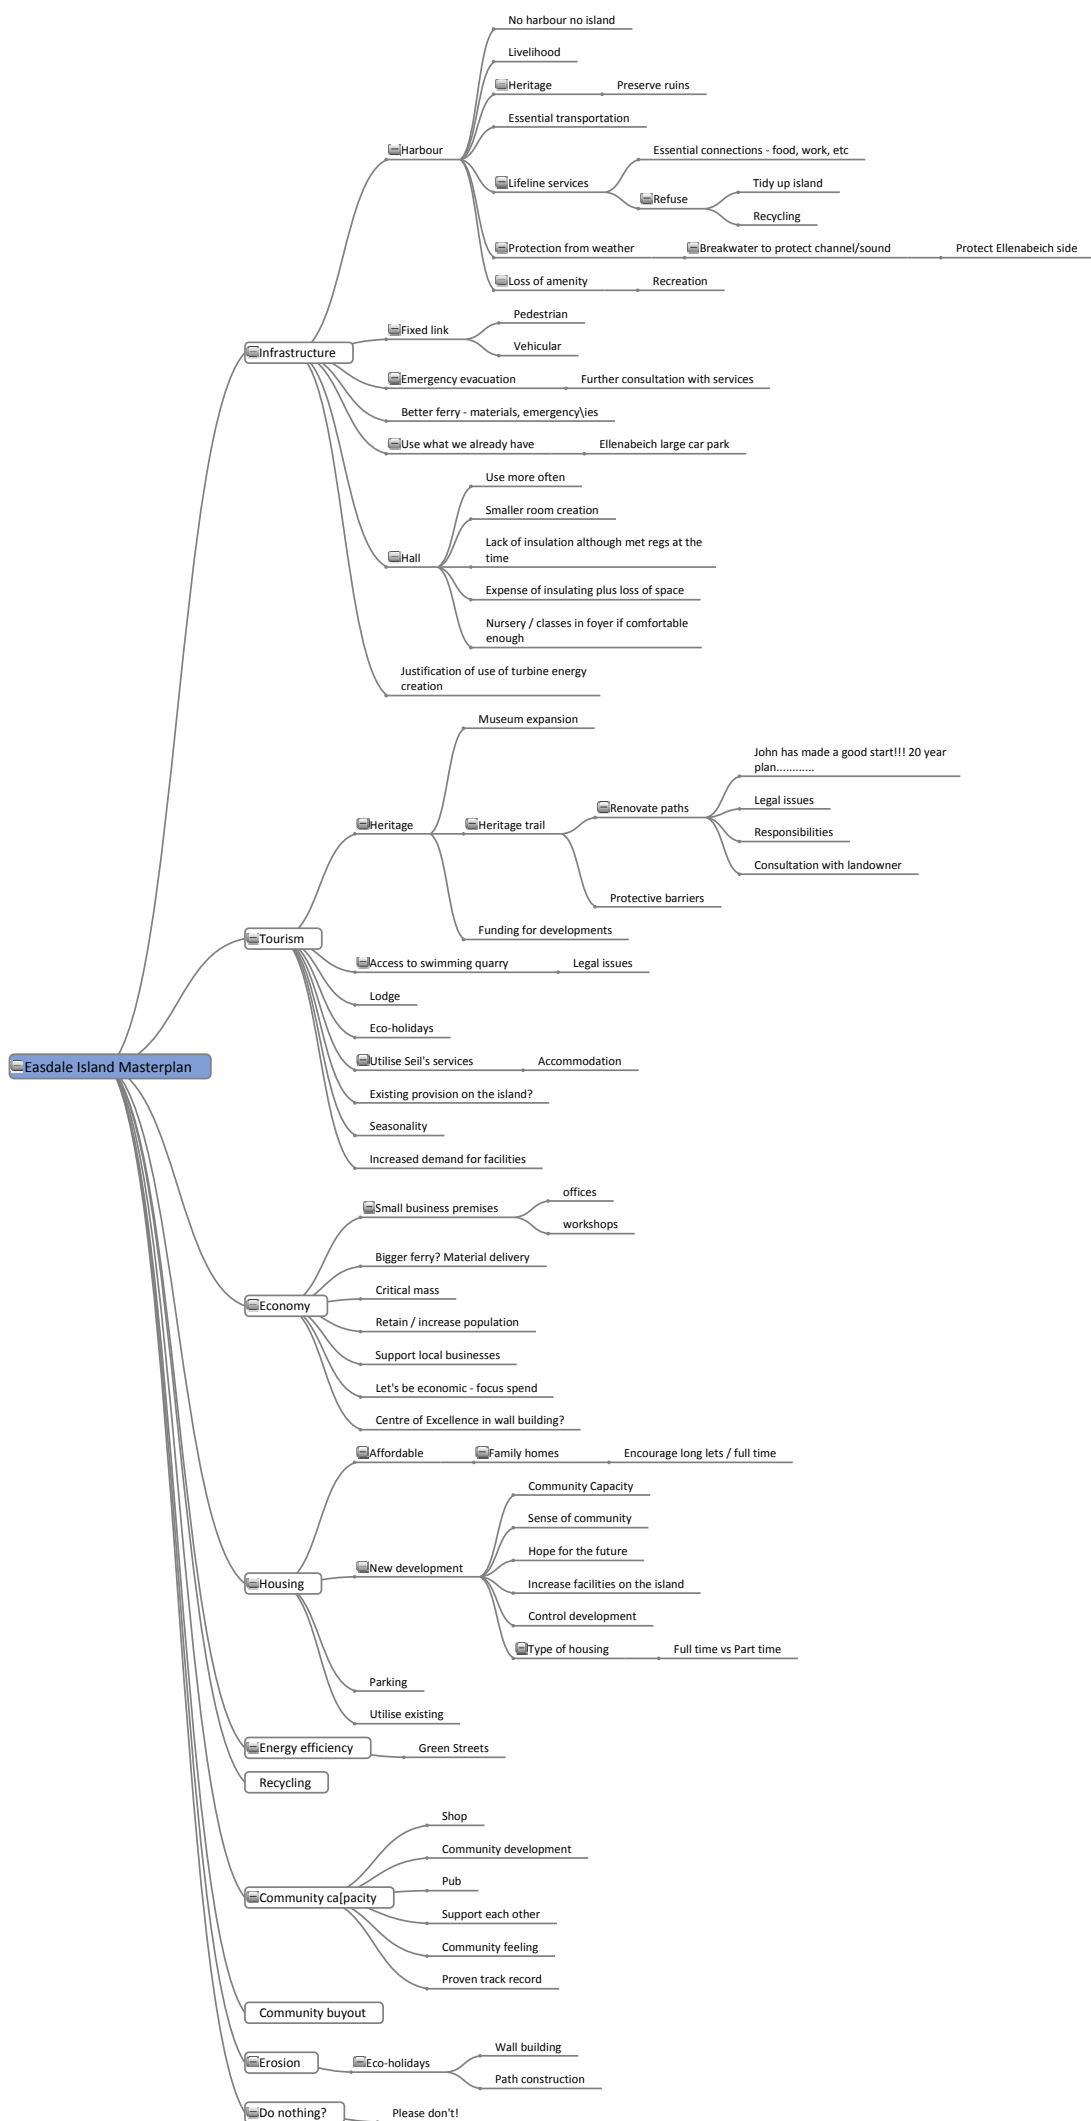 No harbour no island
Livelihood
Heritage
Preserve ruins
Essential transportation
Harbour
Essential connections - food, work, etc
Lifeline services
Tidy up island
Refuse
Recycling
Protection from weather
Breakwater to protect channel/sound
Protect Ellenabeich side
Loss of amenity
Recreation
Infrastructure
Fixed link
Pedestrian
Vehicular
Emergency evacuation
Further consultation with services
Better ferry - materials, emergency\ies
Use what we already have
Ellenabeich large car park
Hall
Use more often
Smaller room creation
Lack of insulation although met regs at the
time
Expense of insulating plus loss of space
Nursery / classes in foyer if comfortable
enough
Justification of use of turbine energy
creation
Museum expansion
Heritage
Heritage trail
Renovate paths
John has made a good start!!! 20 year
plan............
Legal issues
Responsibilities
Consultation with landowner
Protective barriers
Funding for developments
Tourism
Access to swimming quarry
Legal issues
Lodge
Eco-holidays
Utilise Seil's services
Accommodation
Existing provision on the island?
Seasonality
Increased demand for facilities
Easdale Island Masterplan
Small business premises
offices
workshops
Bigger ferry? Material delivery
Critical mass
Economy
Retain / increase population
Support local businesses
Let's be economic - focus spend
Centre of Excellence in wall building?
Affordable
Family homes
Encourage long lets / full time
Housing
New development
Community Capacity
Sense of community
Hope for the future
Increase facilities on the island
Control development
Type of housing
Full time vs Part time
Parking
Utilise existing
Energy efficiency
Green Streets
Recycling
Shop
Community development
Pub
Community ca[pacity
Support each other
Community feeling
Proven track record
Community buyout
Erosion
Eco-holidays
Wall building
Path construction
Do nothing?
Please don't!